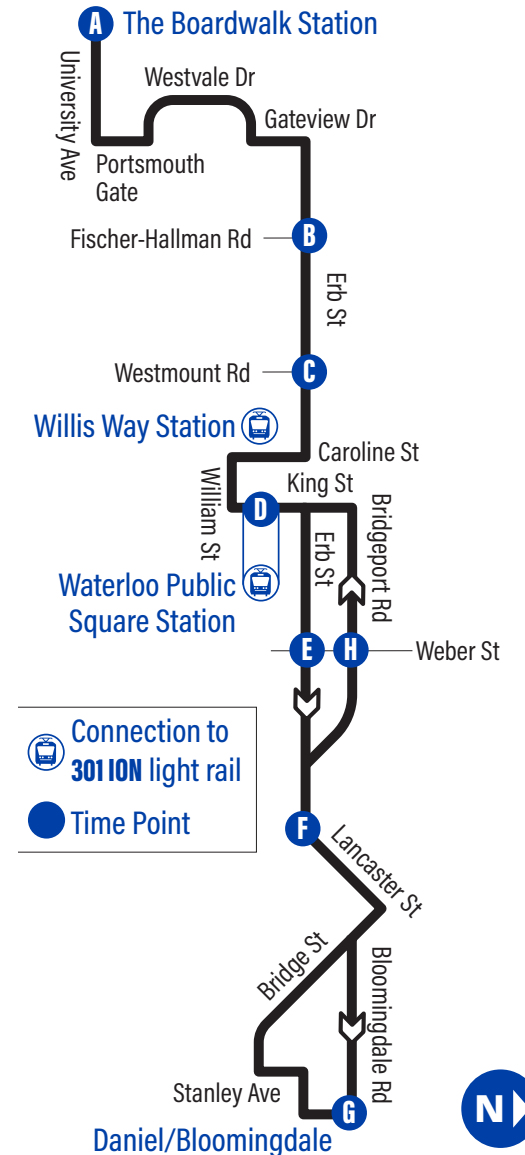 A The Boardwalk Station
University Ave
Westvale Dr
Gateview Dr
Portsmouth
Gate
Fischer-Hallman Rd
B
Erb St
Westmount Rd
C
Willis Way Station
Caroline St
William St
King St
D
Bridgeport Rd
Erb St
Waterloo Public
Square Station
E
H
Weber St
Connection to
301 ION light rail
Time Point
F
Lancaster St
Bridge St
Bloomingdale Rd
Stanley Ave
G
Daniel/Bloomingdale
N